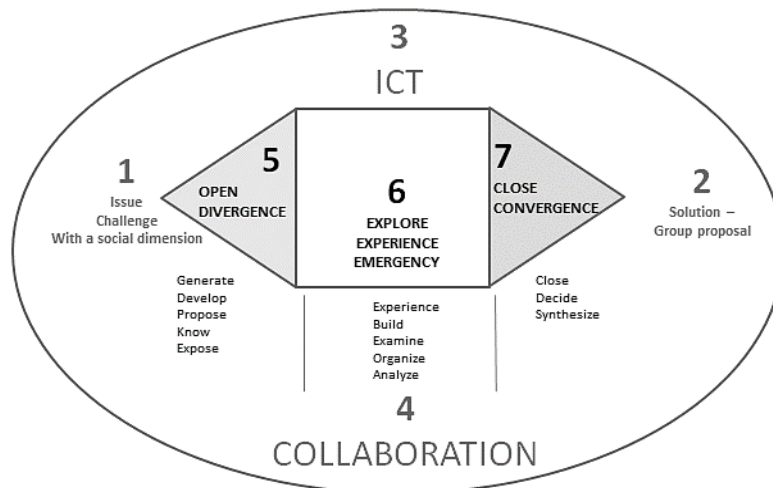 3
ICT
1
Issue
Challenge
With a social dimension
5
OPEN
DIVERGENCE
6
EXPLORE
EXPERIENCE
EMERGENCY
7
CLOSE
CONVERGENCE
2
Solution –
Group proposal
Generate
Develop
Propose
Know
Expose
Experience
Build
Examine
Organize
Analyze
Close
Decide
Synthesize
4
COLLABORATION